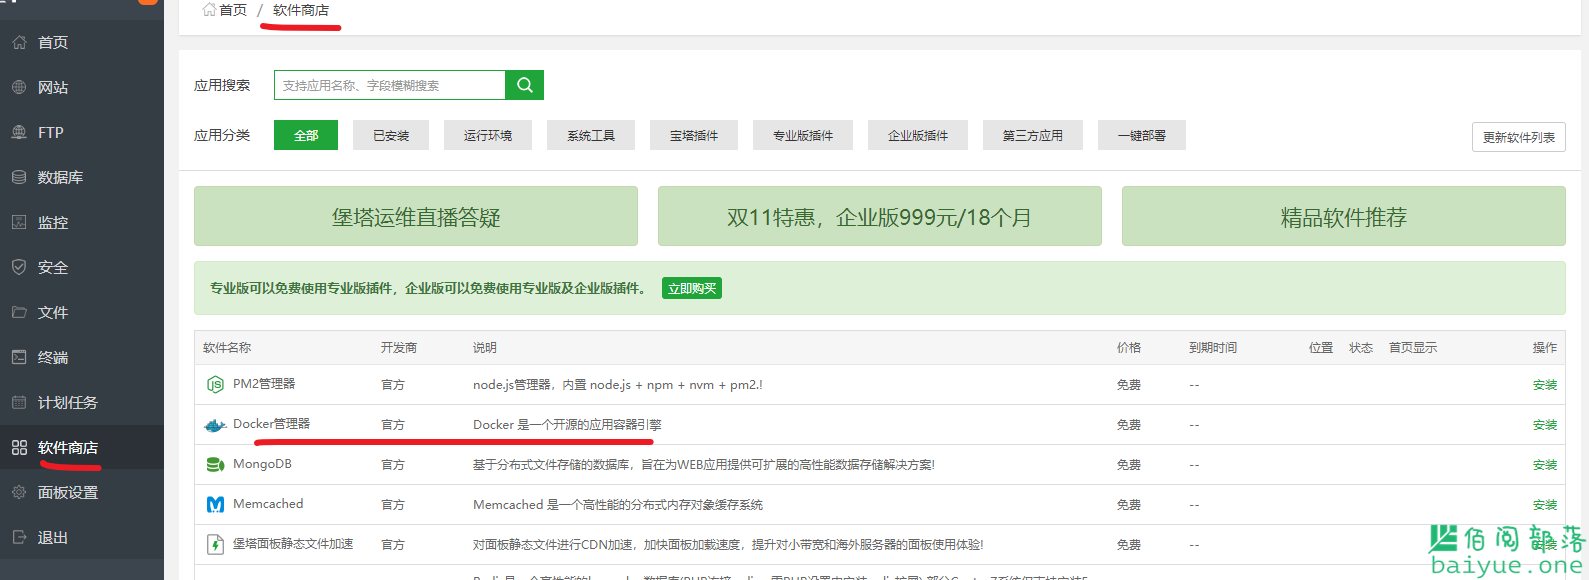 首页 / 软件商店
首页
网站
FTP
数据库
监控
安全
文件
终端
计划任务
软件商店
面板设置
退出
应用搜索 支持应用名称、字段模糊搜索
应用分类 全部 已安装 运行环境 系统工具 宝塔插件 专业版插件 企业版插件 第三方应用 一键部署 更新软件列表
堡塔运维直播答疑 双11特惠，企业版999元/18个月 精品软件推荐
专业版可以免费使用专业版插件，企业版可以免费使用专业版及企业版插件。 立即购买
软件名称 开发商 说明 价格 到期时间 位置 状态 首页显示 操作
PM2管理器 官方 node.js管理器，内置 node.js + npm + nvm + pm2.! 免费 -- 安装
Docker管理器 官方 Docker 是一个开源的应用容器引擎 免费 -- 安装
MongoDB 官方 基于分布式文件存储的数据库，旨在为WEB应用提供可扩展的高性能数据存储解决方案! 免费 -- 安装
Memcached 官方 Memcached 是一个高性能的分布式内存对象缓存系统 免费 -- 安装
堡塔面板静态文件加速 官方 对面板静态文件进行CDN加速，加快面板加载速度，提升对小带宽和海外服务器的面板使用体验! 免费 -- 安装
佰阅部落
baiyue.one